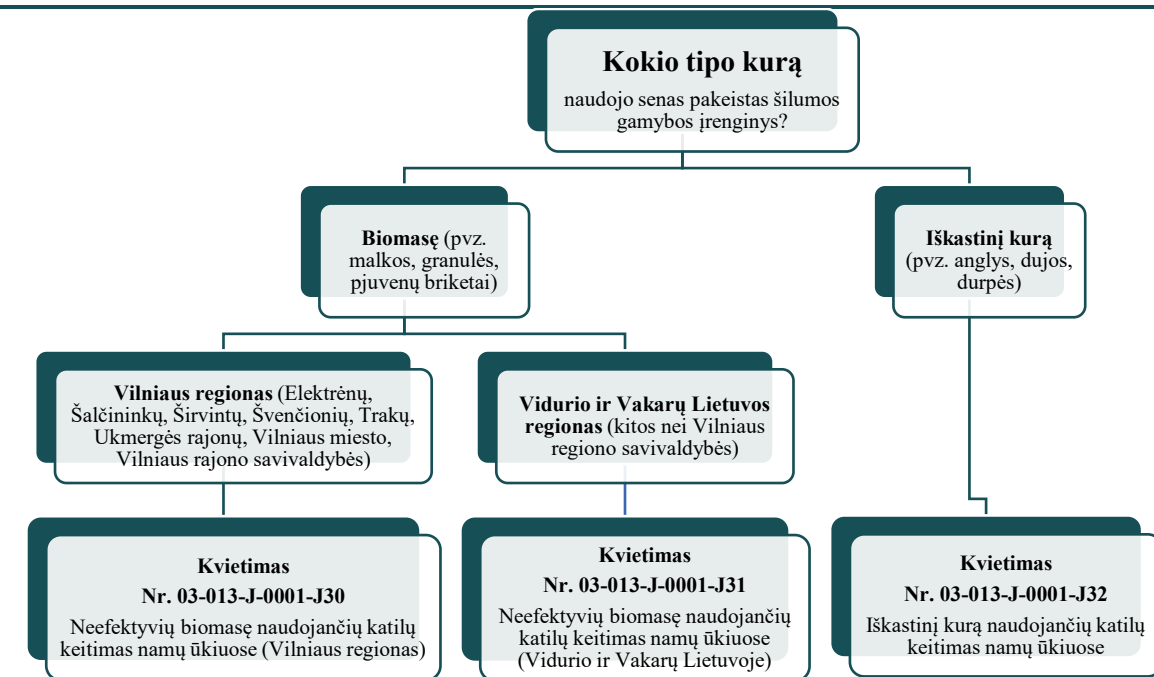 Kokio tipo kurą
naudojo senas pakeistas šilumos
gamybos įrenginys?
Biomasę (pvz.
malkos, granulės,
pjuvenų briketai)
Iškastinį kurą
(pvz. anglys, dujos,
durpės)
Vilniaus regionas (Elektrėnų,
Šalčininkų, Širvintų, Švenčionių, Trakų,
Ukmergės rajonų, Vilniaus miesto,
Vilniaus rajono savivaldybės)
Vidurio ir Vakarų Lietuvos
regionas (kitos nei Vilniaus
regiono savivaldybės)
Kvietimas
Nr. 03-013-J-0001-J30
Neefektyvių biomasę naudojančių katilų
keitimas namų ūkiuose (Vilniaus regionas)
Kvietimas
Nr. 03-013-J-0001-J31
Neefektyvių biomasę naudojančių
katilų keitimas namų ūkiuose
(Vidurio ir Vakarų Lietuvoje)
Kvietimas
Nr. 03-013-J-0001-J32
Iškastinį kurą naudojančių katilų
keitimas namų ūkiuose